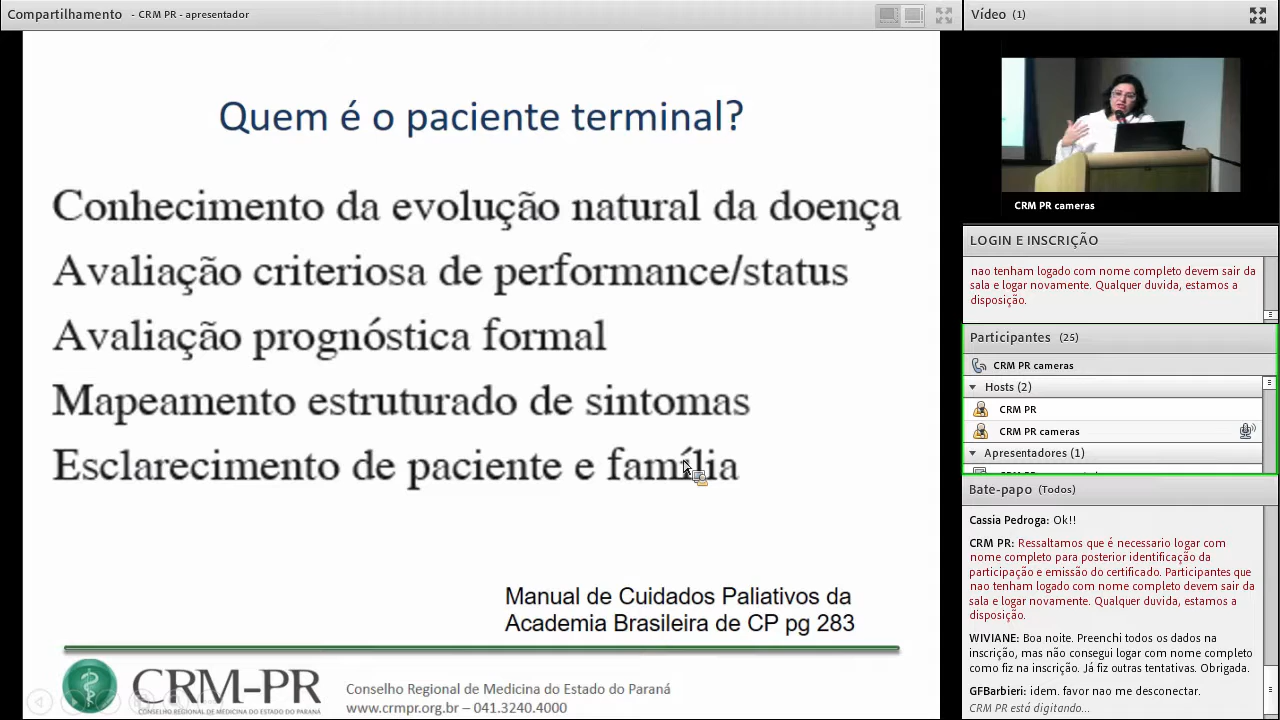 Compartilhamento - CRM PR - apresentador
Quem é o paciente terminal?
Conhecimento da evolução natural da doença
Avaliação criteriosa de performance/status
Avaliação prognóstica formal
Mapeamento estruturado de sintomas
Esclarecimento de paciente e família
Manual de Cuidados Paliativos da
Academia Brasileira de CP pg 283
CRM-PR
CONSELHO REGIONAL DE MEDICINA DO ESTADO DO PARANÁ
Conselho Regional de Medicina do Estado do Paraná
www.crmpr.org.br – 041.3240.4000
Vídeo (1)
CRM PR cameras
LOGIN E INSCRIÇÃO
nao tenham logado com nome completo devem sair da
sala e logar novamente. Qualquer duvida, estamos a
disposição.
Participantes (25)
CRM PR cameras
Hosts (2)
CRM PR
CRM PR cameras
Apresentadores (1)
Bate-papo (Todos)
Cassia Pedroga: Ok!!
CRM PR: Ressaltamos que é necessario logar com
nome completo para posterior identificação da
participação e emissão do certificado. Participantes que
nao tenham logado com nome completo devem sair da
sala e logar novamente. Qualquer duvida, estamos a
disposição.
WIVIANE: Boa noite. Preenchi todos os dados na
inscrição, mas não consegui logar com nome completo
como fiz na inscrição. Já fiz outras tentativas. Obrigada.
GFBarbieri: idem. favor nao me desconectar.
CRM PR está digitando...